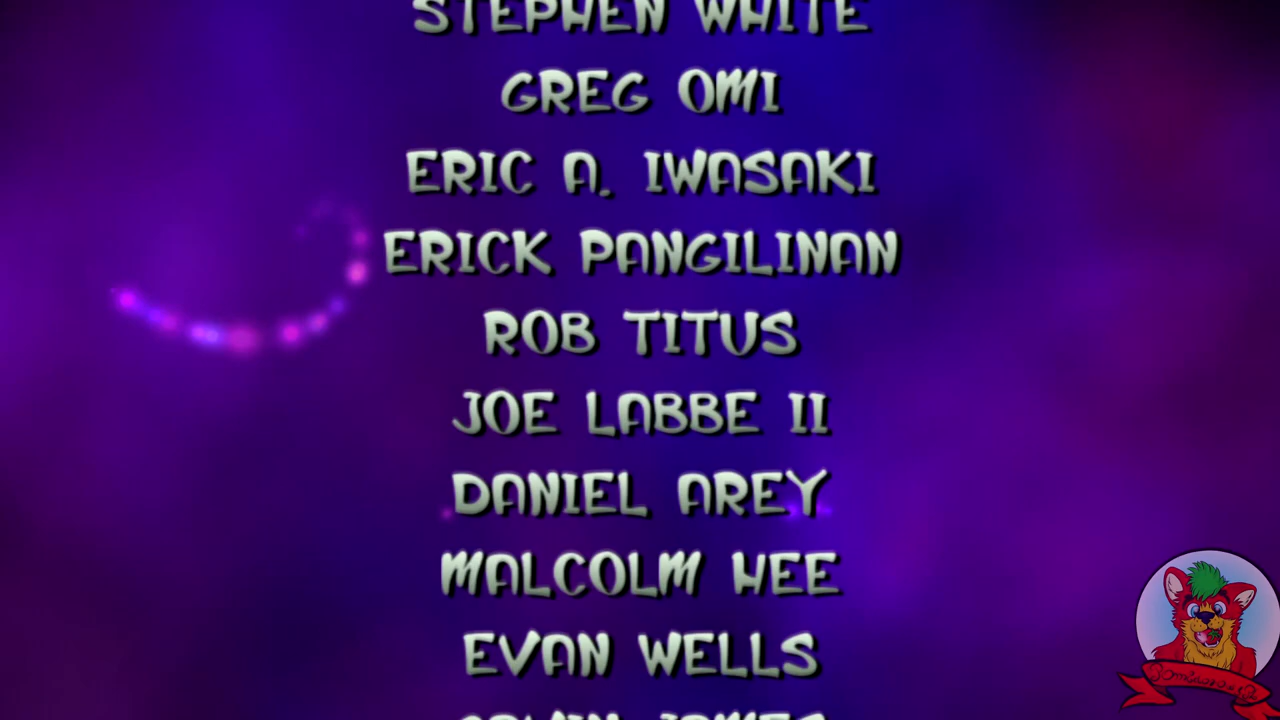 STEPHEN WHITE
GREG OMI
ERIC A. IWASAKI
ERICK PANGILINAN
ROB TITUS
JOE LABBE II
DANIEL AREY
MALCOLM HEE
EVAN WELLS